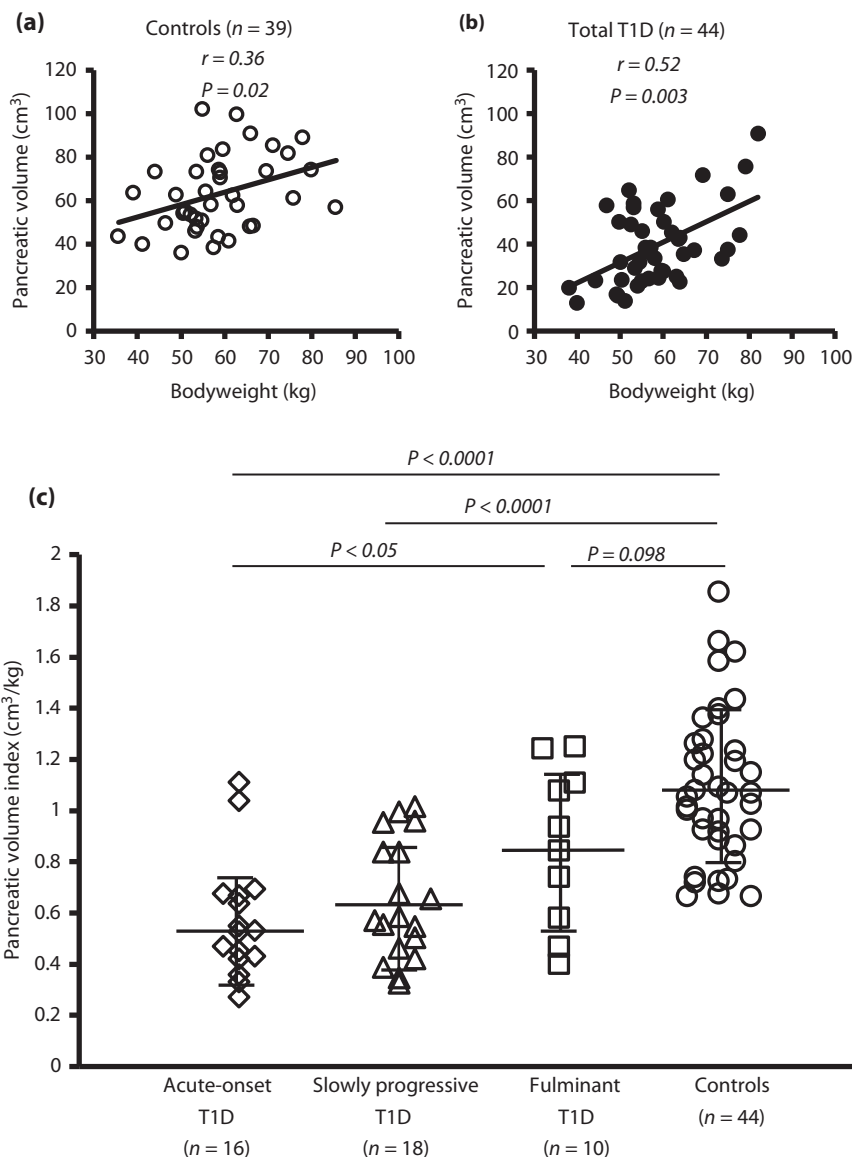 (a)
Controls (n = 39)
r = 0.36
P = 0.02
120
100
80
60
40
20
0
Pancreatic volume (cm³)
30 40 50 60 70 80 90 100
Bodyweight (kg)
(b)
Total T1D (n = 44)
r = 0.52
P = 0.003
120
100
80
60
40
20
0
Pancreatic volume (cm³)
30 40 50 60 70 80 90 100
Bodyweight (kg)
(c)
P < 0.0001
P < 0.0001
P < 0.05
P = 0.098
2
1.8
1.6
1.4
1.2
1
0.8
0.6
0.4
0.2
0
Pancreatic volume index (cm³/kg)
Acute-onset
T1D
(n = 16)
Slowly progressive
T1D
(n = 18)
Fulminant
T1D
(n = 10)
Controls
(n = 44)